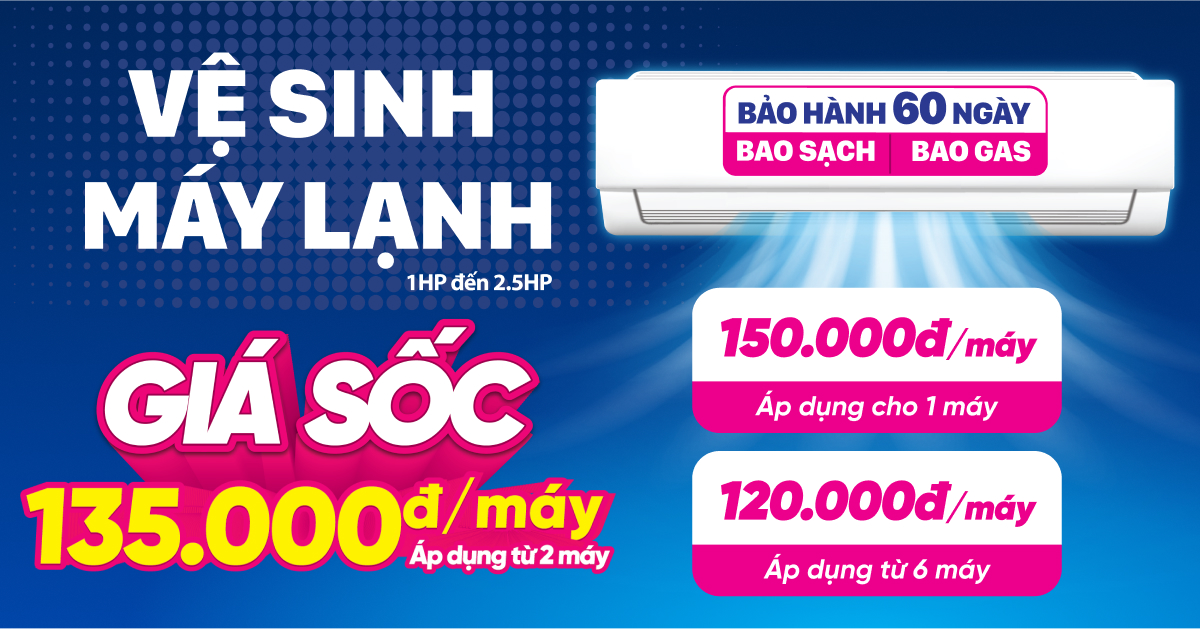 VỆ SINH
MÁY LẠNH
1HP đến 2.5HP
GIÁ SỐC
135.000đ/máy
Áp dụng từ 2 máy
BẢO HÀNH 60 NGÀY
BAO SẠCH BAO GAS
150.000đ/máy
Áp dụng cho 1 máy
120.000đ/máy
Áp dụng từ 6 máy